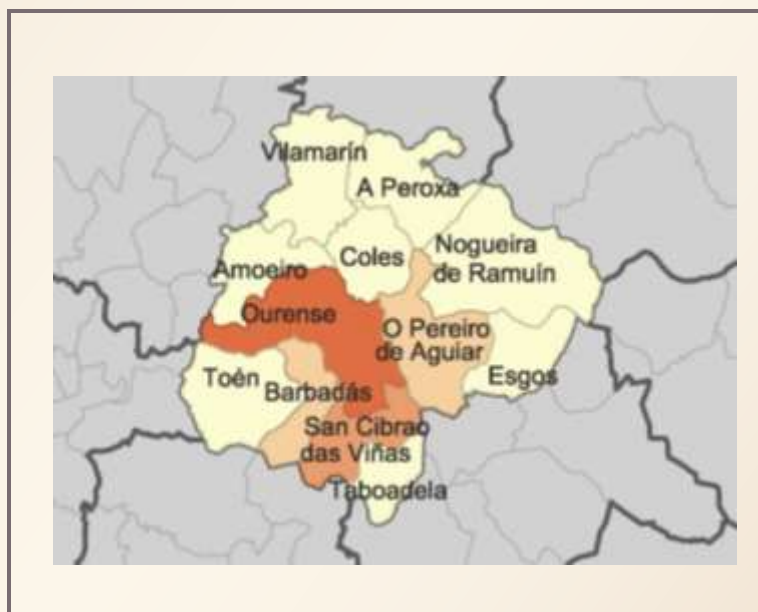 Vilamarín
A Peroxa
Coles
Nogueira
de Ramuín
Amoeiro
Ourense
O Pereiro
de Aguiar
Toén
Barbadás
Esgos
San Cibrao
das Viñas
Taboadela